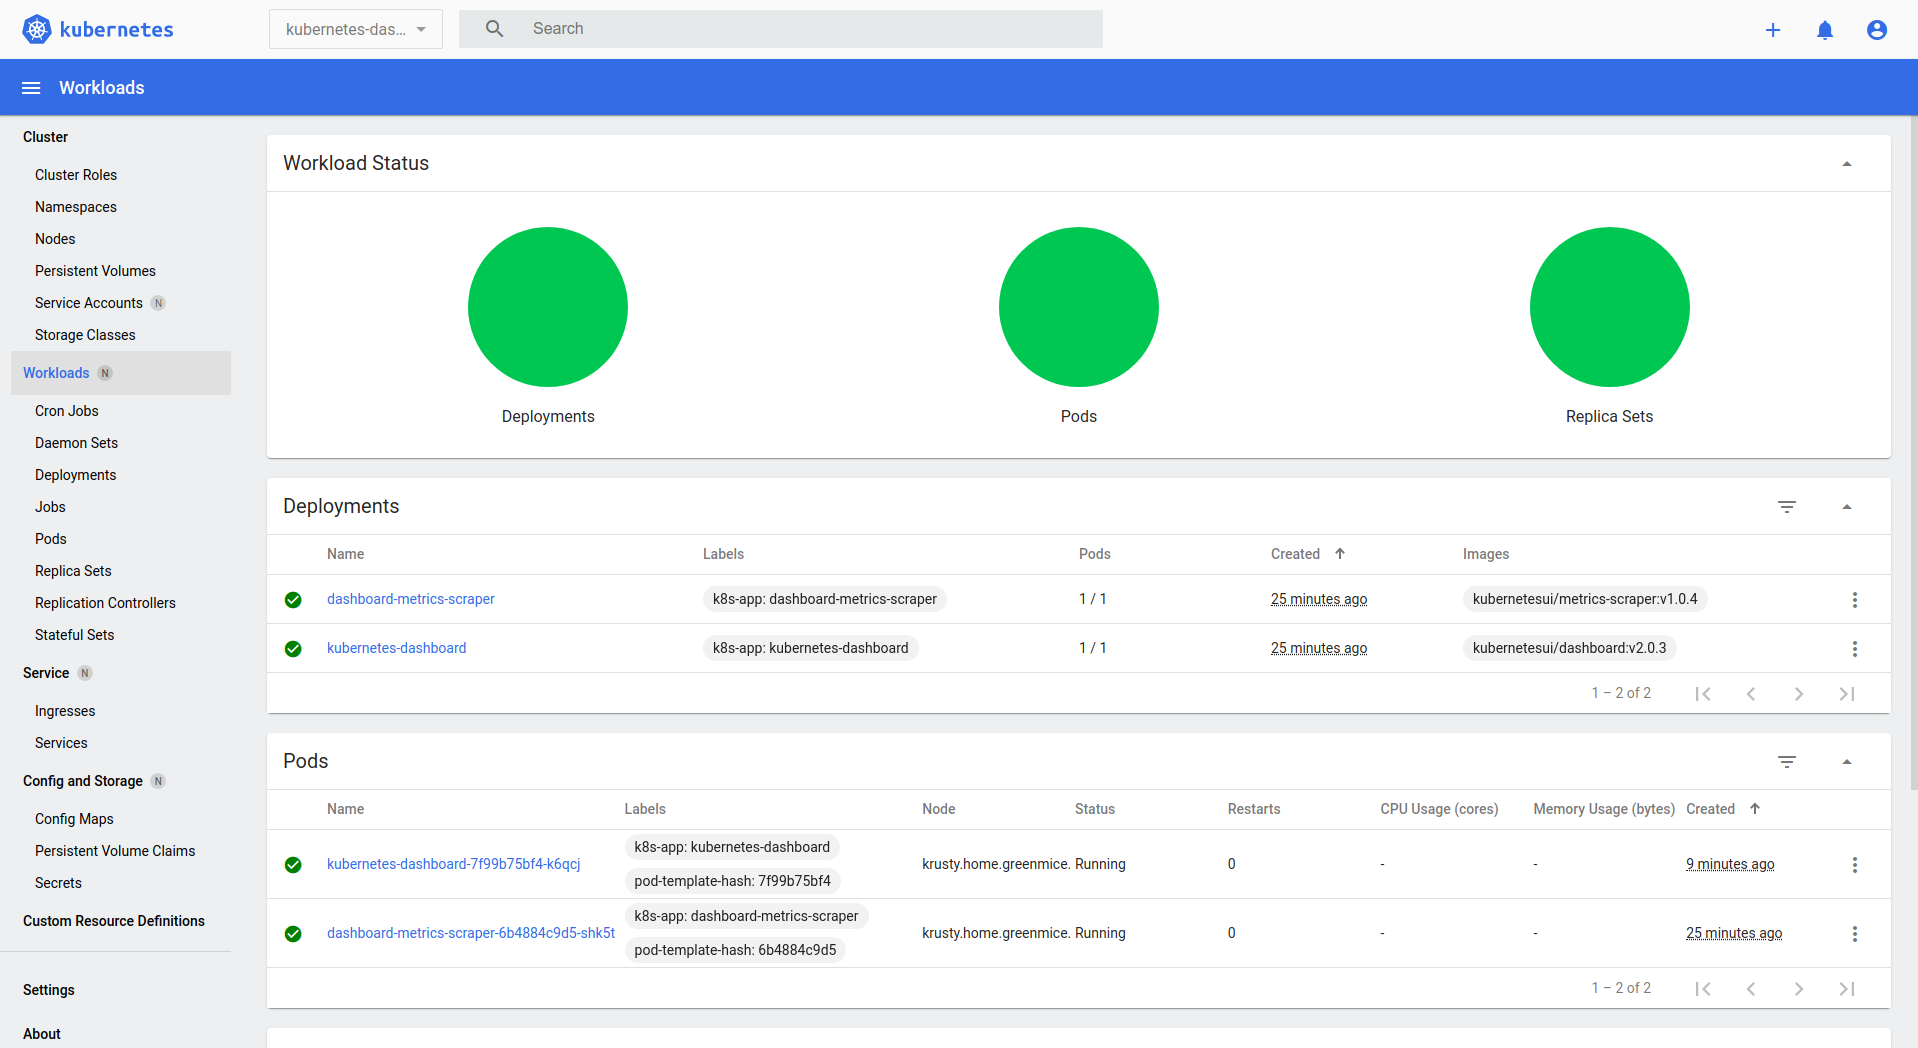 kubernetes
kubernetes-das...
Search
Workloads
Cluster
Cluster Roles
Namespaces
Nodes
Persistent Volumes
Service Accounts N
Storage Classes
Workloads N
Cron Jobs
Daemon Sets
Deployments
Jobs
Pods
Replica Sets
Replication Controllers
Stateful Sets
Service N
Ingresses
Services
Config and Storage N
Config Maps
Persistent Volume Claims
Secrets
Custom Resource Definitions
Settings
About
Workload Status
Deployments Pods Replica Sets
Deployments
Name Labels Pods Created Images
dashboard-metrics-scraper k8s-app: dashboard-metrics-scraper 1 / 1 25 minutes ago kubernetesui/metrics-scraper:v1.0.4
kubernetes-dashboard k8s-app: kubernetes-dashboard 1 / 1 25 minutes ago kubernetesui/dashboard:v2.0.3
1 – 2 of 2
Pods
Name Labels Node Status Restarts CPU Usage (cores) Memory Usage (bytes) Created
k8s-app: kubernetes-dashboard
kubernetes-dashboard-7f99b75bf4-k6qcj krusty.home.greenmice. Running 0 - - 9 minutes ago
pod-template-hash: 7f99b75bf4
k8s-app: dashboard-metrics-scraper
dashboard-metrics-scraper-6b4884c9d5-shk5t krusty.home.greenmice. Running 0 - - 25 minutes ago
pod-template-hash: 6b4884c9d5
1 – 2 of 2